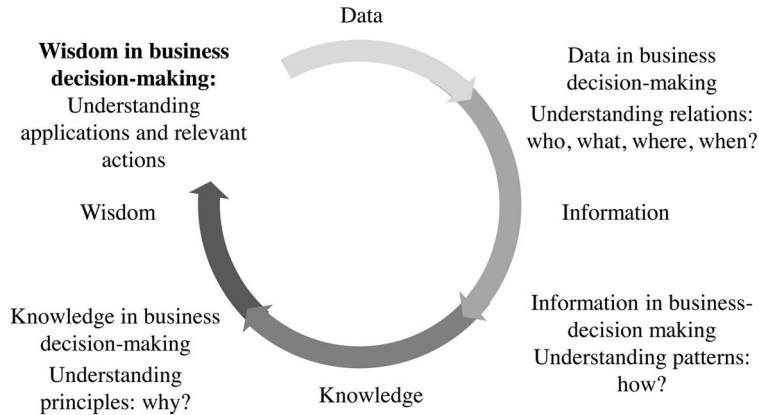 Data
Wisdom in business
decision-making:
Understanding
applications and relevant
actions
Data in business
decision-making
Understanding relations:
who, what, where, when?
Wisdom
Information
Knowledge in business
decision-making
Understanding
principles: why?
Information in business-
decision making
Understanding patterns:
how?
Knowledge